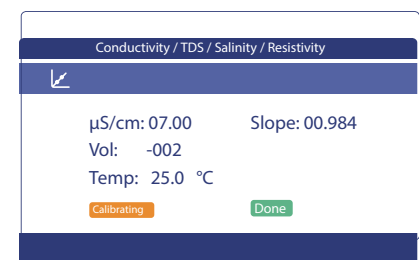 Conductivity / TDS / Salinity / Resistivity
µS/cm: 07.00 Slope: 00.984
Vol: -002
Temp: 25.0 °C
Calibrating Done